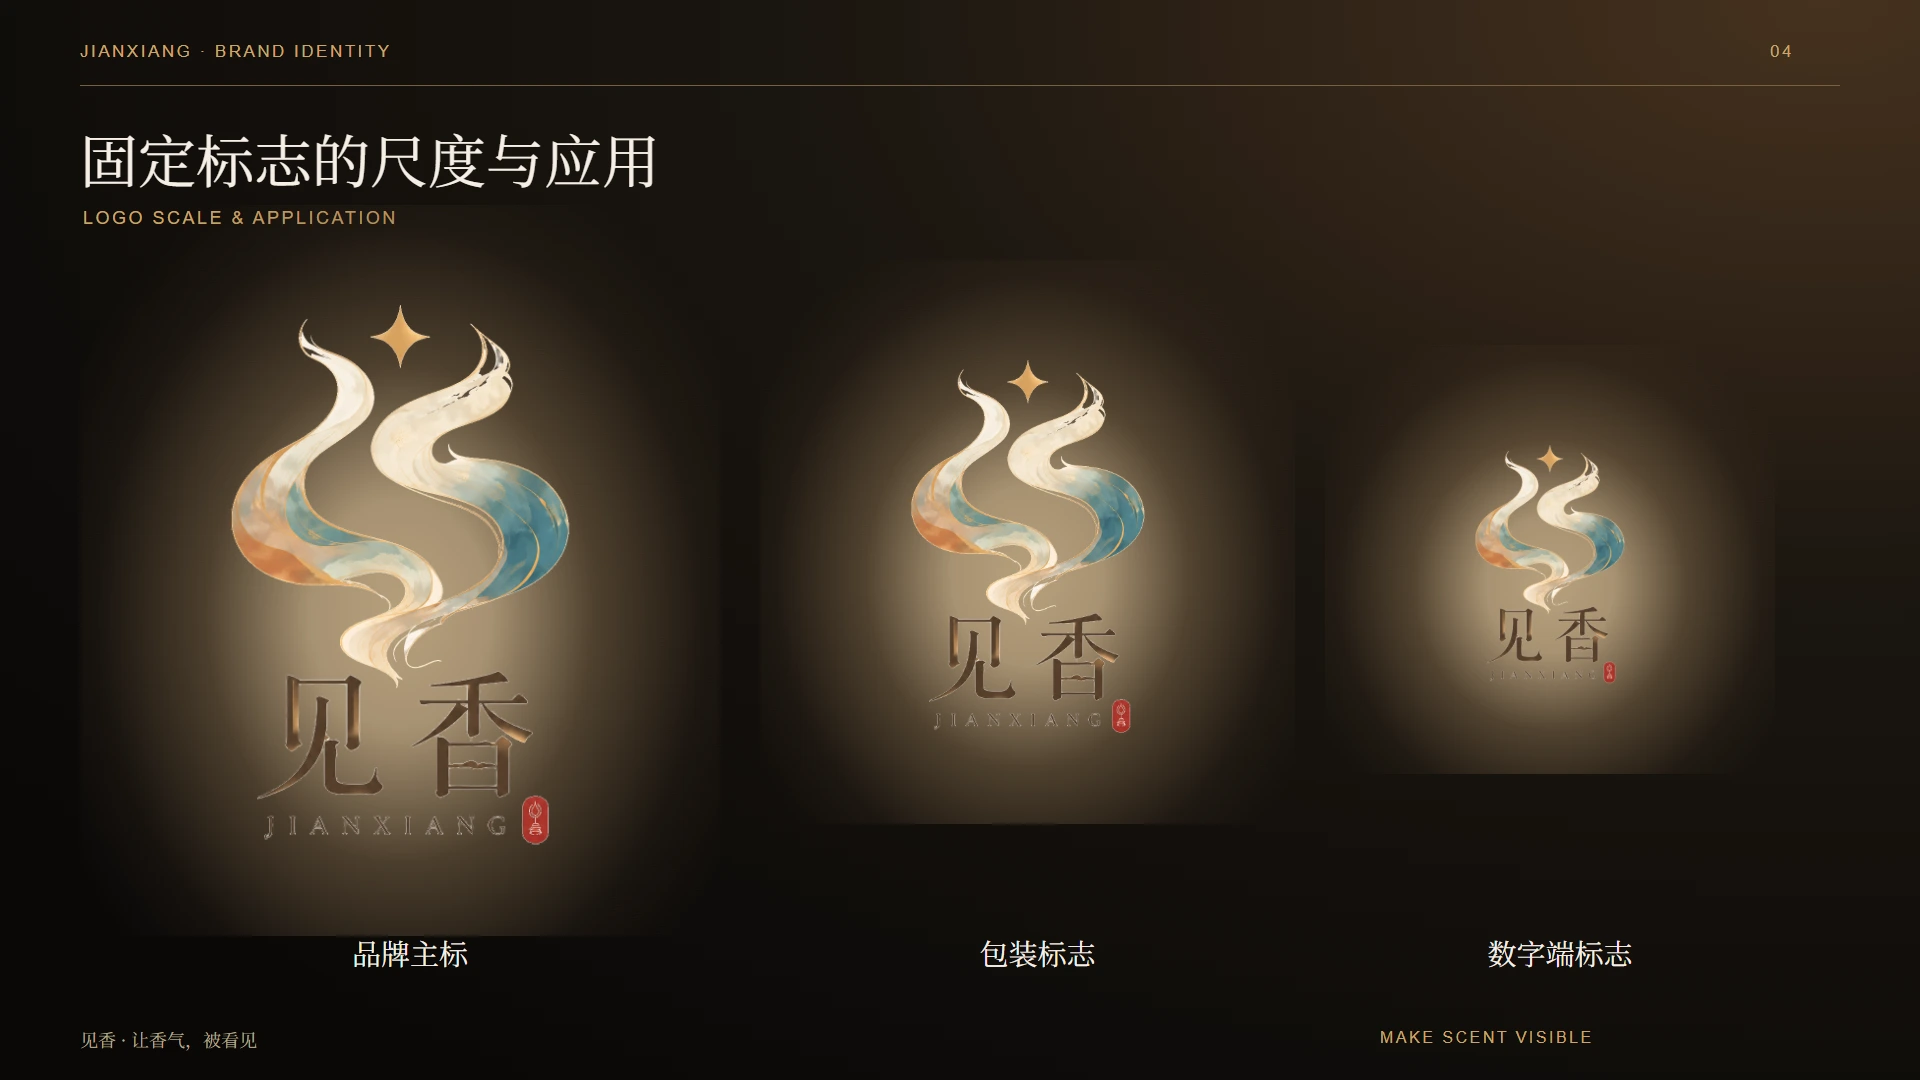 JIANXIANG · BRAND IDENTITY
04
固定标志的尺度与应用
LOGO SCALE & APPLICATION
见香
JIANXIANG
见香
JIANXIANG
见香
JIANXIANG
品牌主标
包装标志
数字端标志
见香 · 让香气，被看见
MAKE SCENT VISIBLE